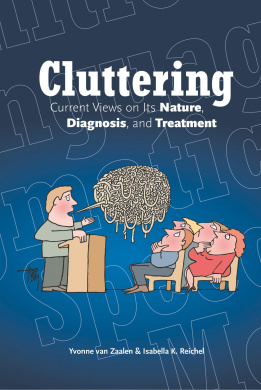 Cluttering
Current Views on Its Nature,
Diagnosis, and Treatment
Yvonne van Zaalen & Isabella K. Reichel